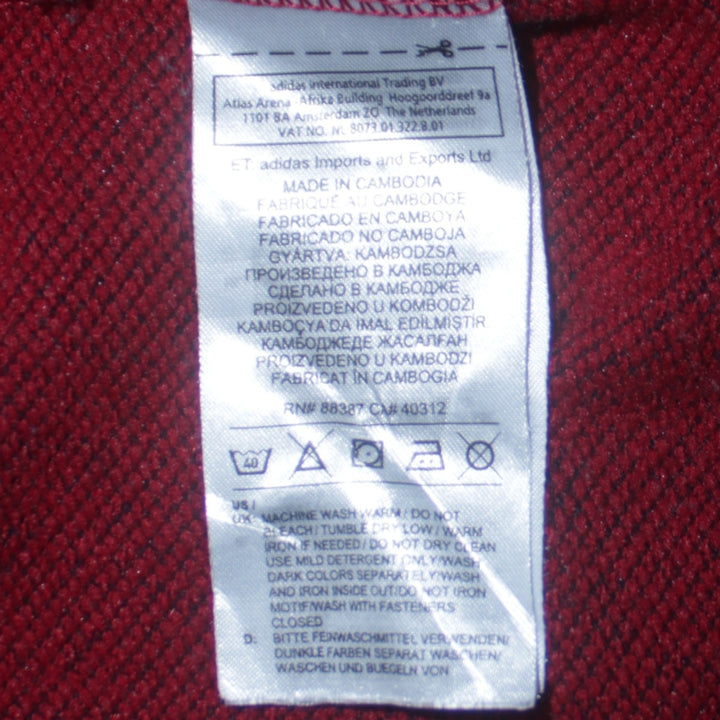 adidas International Trading BV
Atlas Arena -Afrika Building Hoogoorddreef 9a
1101 BA Amsterdam ZO The Netherlands
VAT NO. NL 8073.01.322.B.01
ET: adidas Imports and Exports Ltd
MADE IN CAMBODIA
FABRIQUÉ AU CAMBODGE
FABRICADO EN CAMBOYA
FABRICADO NO CAMBOJA
GYÁRTVA: KAMBODZSA
ПРОИЗВЕДЕНО В КАМБОДЖА
СДЕЛАНО В КАМБОДЖЕ
PROIZVEDENO U KOMBODŽI
KAMBOÇYA'DA IMAL EDİLMİŞTİR
КАМБОДЖЕДЕ ЖАСАЛҒАН
PROIZVEDENO U KAMBODZI
FABRICAT ÎN CAMBOGIA
RN# 88387 CA# 40312
40
US /
UK: MACHINE WASH WARM / DO NOT
BLEACH / TUMBLE DRY LOW / WARM
IRON IF NEEDED / DO NOT DRY CLEAN
USE MILD DETERGENT ONLY/WASH
DARK COLORS SEPARATELY/WASH
AND IRON INSIDE OUT/DO NOT IRON
MOTIF/WASH WITH FASTENERS
CLOSED
D: BITTE FEINWASCHMITTEL VERWENDEN/
DUNKLE FARBEN SEPARAT WASCHEN/
WASCHEN UND BUEGELN VON